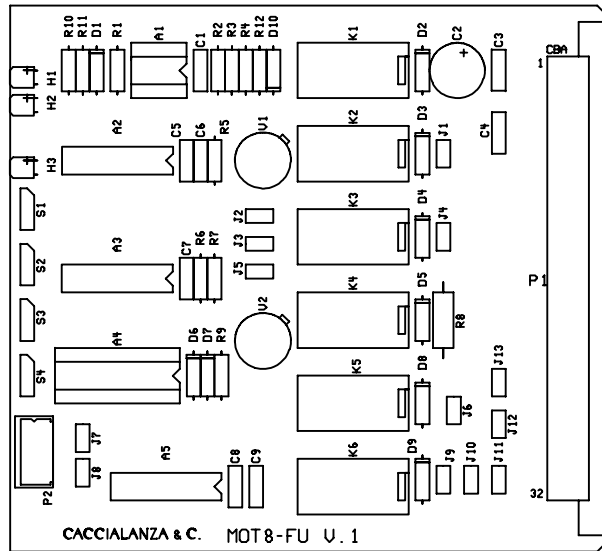 R10 R11 D1 R1 A1 C1 R2 R3 R4 R12 D10 K1 D2 C2 + C3 CBA
1
H1
H2
A2 C5 C6 R5 V1 K2 D3 J1 C4
H3
S1 J2 K3 D4 J4
J3
S2 A3 C7 R6 R7 J5 P1
K4 D5 R8
S3 V2
A4 D6 D7 R9
S4 K5 D8 J6 J13
J12
J7
P2 J8 A5 C8 C9 K6 D9 J9 J10 J11
32
CACCIALANZA & C. MOT8-FU V.1